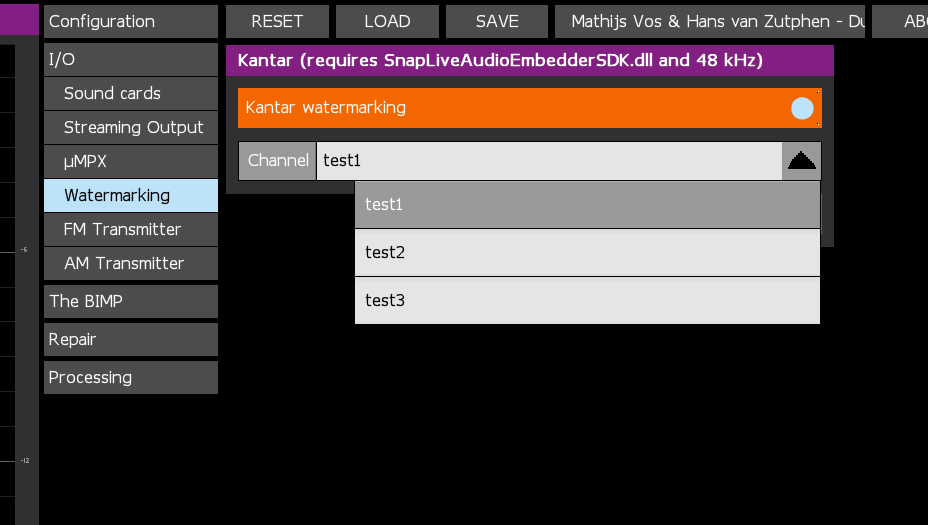 Configuration
RESET
LOAD
SAVE
Mathijs Vos & Hans van Zutphen - Du
ABO
I/O
Sound cards
Streaming Output
µMPX
Watermarking
FM Transmitter
AM Transmitter
The BIMP
Repair
Processing
Kantar (requires SnapLiveAudioEmbedderSDK.dll and 48 kHz)
Kantar watermarking
Channel
test1
test1
test2
test3
-6
-12